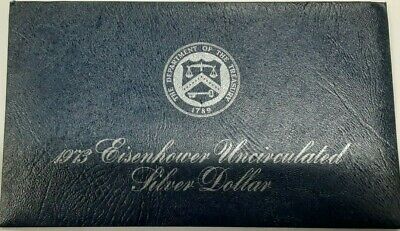 THE DEPARTMENT OF THE TREASURY
1789
1973 Eisenhower Uncirculated
Silver Dollar